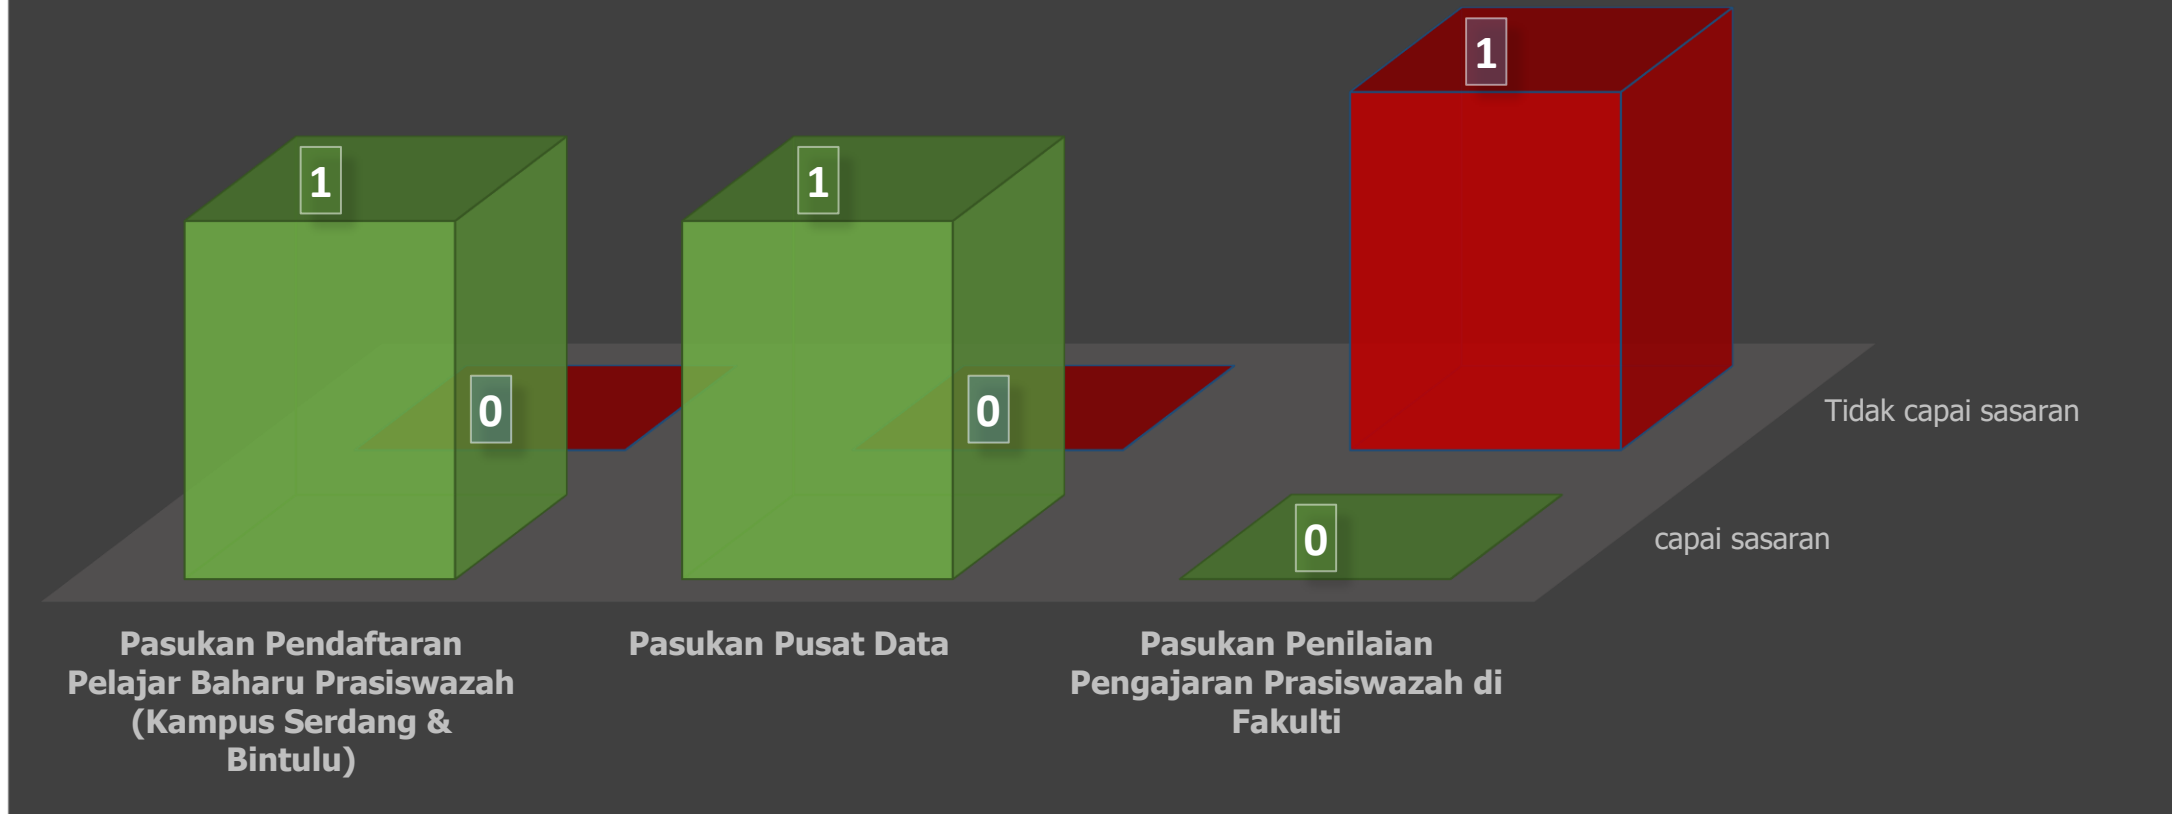 1
1
1
0
0
0
Tidak capai sasaran
capai sasaran
Pasukan Pendaftaran
Pelajar Baharu Prasiswazah
(Kampus Serdang &
Bintulu)
Pasukan Pusat Data
Pasukan Penilaian
Pengajaran Prasiswazah di
Fakulti